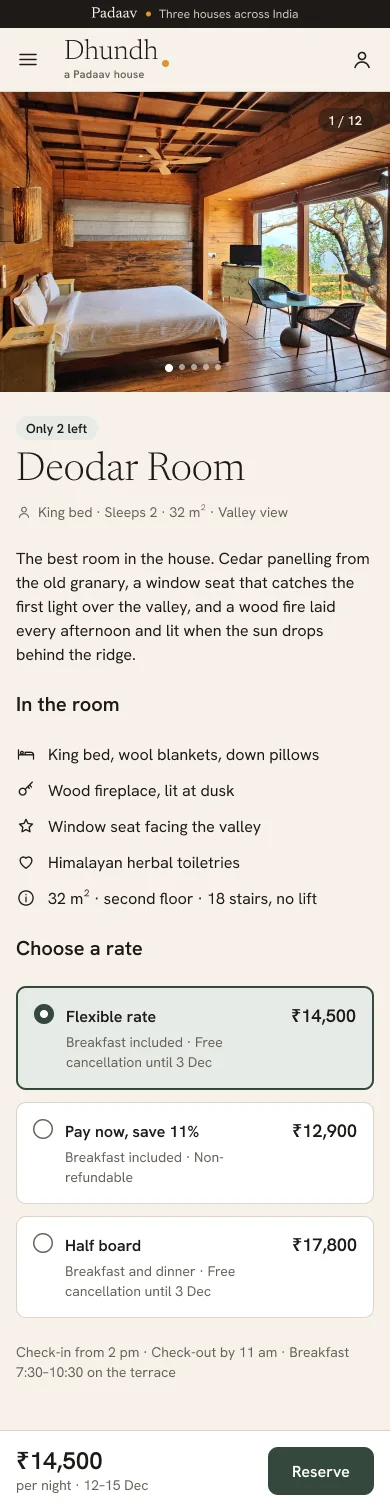 Padaav • Three houses across India
Dhundh
a Padaav house
1 / 12
Only 2 left
Deodar Room
King bed · Sleeps 2 · 32 m² · Valley view
The best room in the house. Cedar panelling from
the old granary, a window seat that catches the
first light over the valley, and a wood fire laid
every afternoon and lit when the sun drops
behind the ridge.
In the room
King bed, wool blankets, down pillows
Wood fireplace, lit at dusk
Window seat facing the valley
Himalayan herbal toiletries
32 m² · second floor · 18 stairs, no lift
Choose a rate
Flexible rate ₹14,500
Breakfast included · Free
cancellation until 3 Dec
Pay now, save 11% ₹12,900
Breakfast included · Non-
refundable
Half board ₹17,800
Breakfast and dinner · Free
cancellation until 3 Dec
Check-in from 2 pm · Check-out by 11 am · Breakfast
7:30–10:30 on the terrace
₹14,500
per night · 12–15 Dec
Reserve